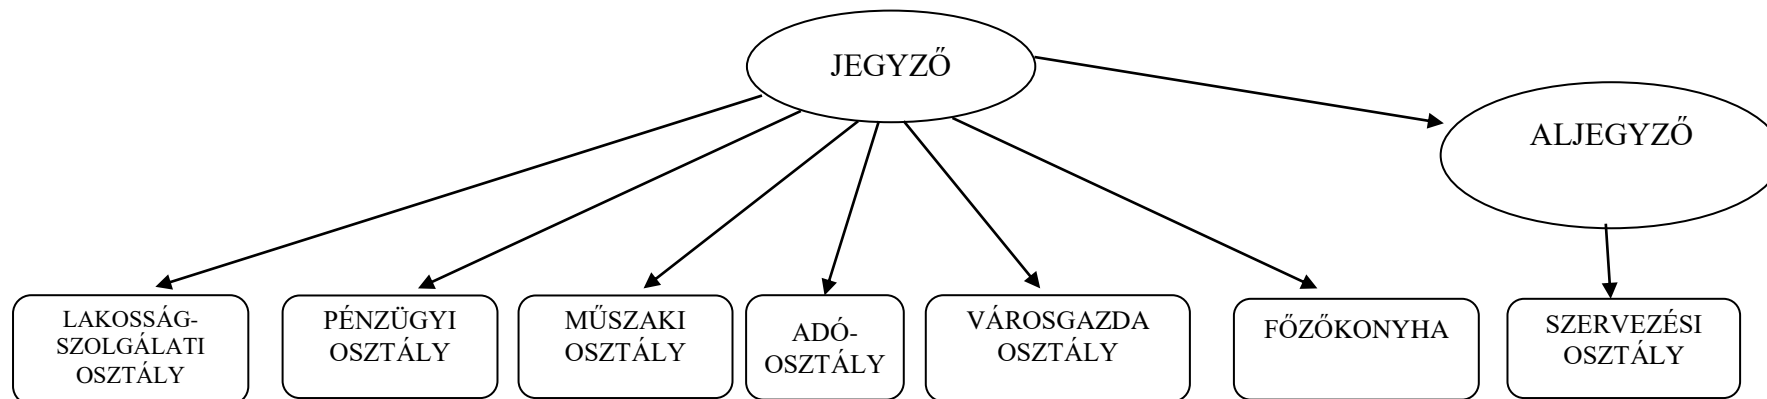 JEGYZŐ
ALJEGYZŐ
LAKOSSÁG-
SZOLGÁLATI
OSZTÁLY
PÉNZÜGYI
OSZTÁLY
MŰSZAKI
OSZTÁLY
ADÓ-
OSZTÁLY
VÁROSGAZDA
OSZTÁLY
FŐZŐKONYHA
SZERVEZÉSI
OSZTÁLY